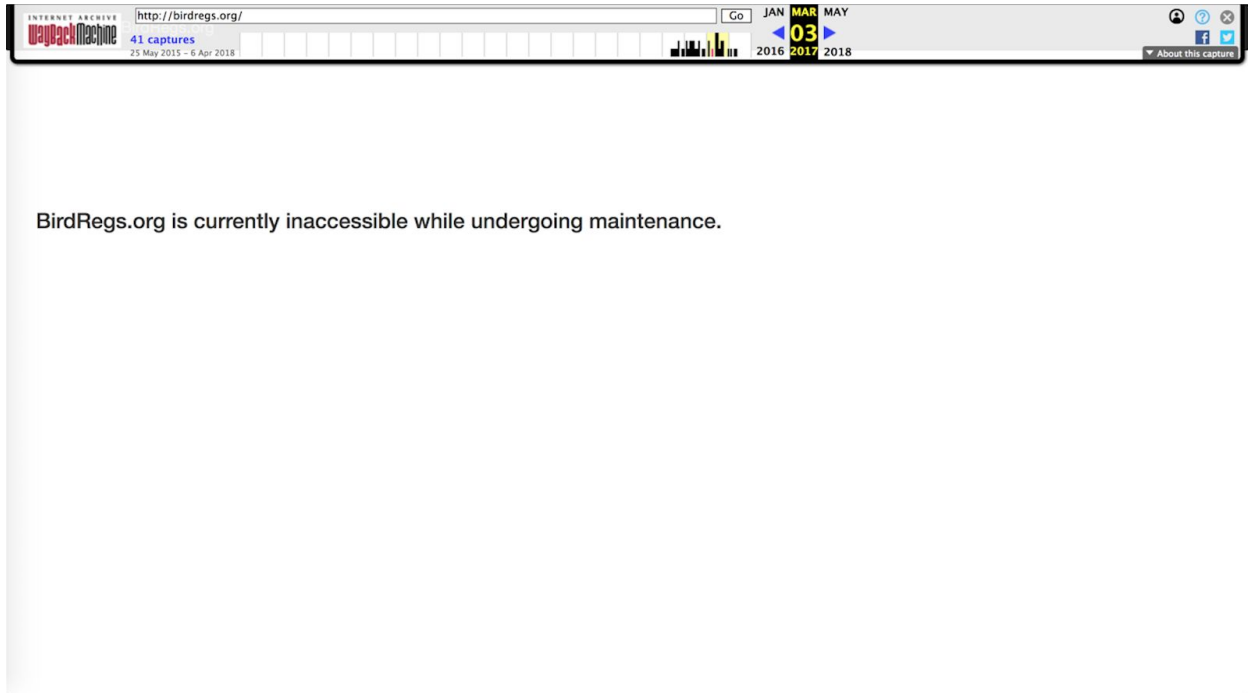 INTERNET ARCHIVE
WayBackMachine
http://birdregs.org/
Go
JAN MAR MAY
41 captures
03
25 May 2015 – 6 Apr 2018
2016 2017 2018
f
▼ About this capture
BirdRegs.org is currently inaccessible while undergoing maintenance.